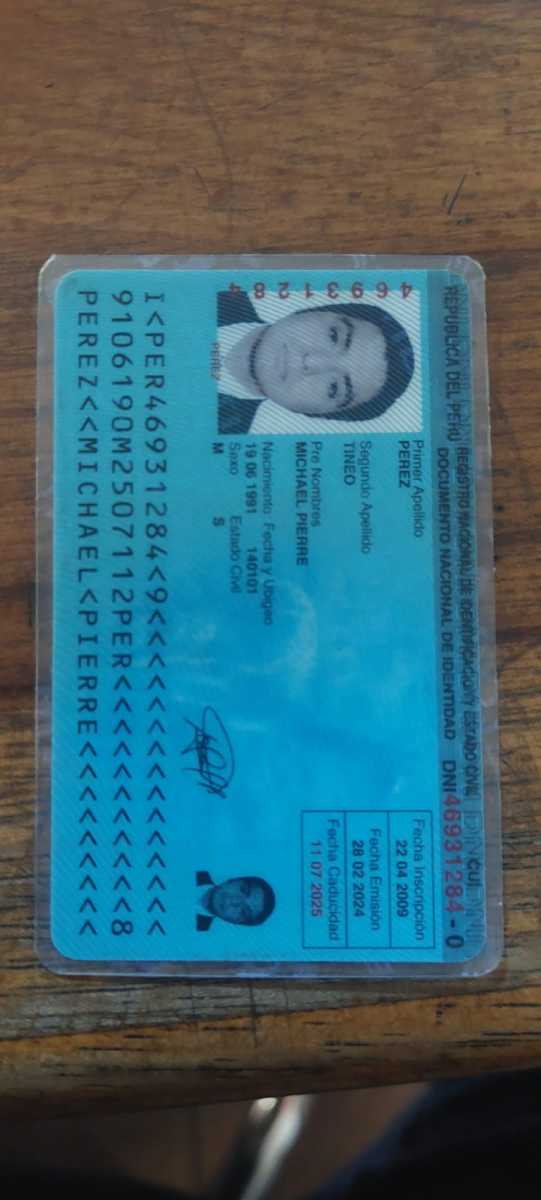 REPUBLICA DEL PERU
REGISTRO NACIONAL DE IDENTIFICACION Y ESTADO CIVIL
DOCUMENTO NACIONAL DE IDENTIDAD
CUI
DNI 46931284 - 0
46931284
PEREZ
Primer Apellido
PEREZ
Segundo Apellido
TINEO
Pre Nombres
MICHAEL PIERRE
Nacimiento: Fecha y Ubigeo
19 06 1991 140101
Sexo Estado Civil
M S
Fecha Inscripción
22 04 2009
Fecha Emisión
28 02 2024
Fecha Caducidad
11 07 2025
I<PER46931284<9<<<<<<<<<<<<<<<
9106190M2507112PER<<<<<<<<<<<8
PEREZ<<MICHAEL<PIERRE<<<<<<<<<